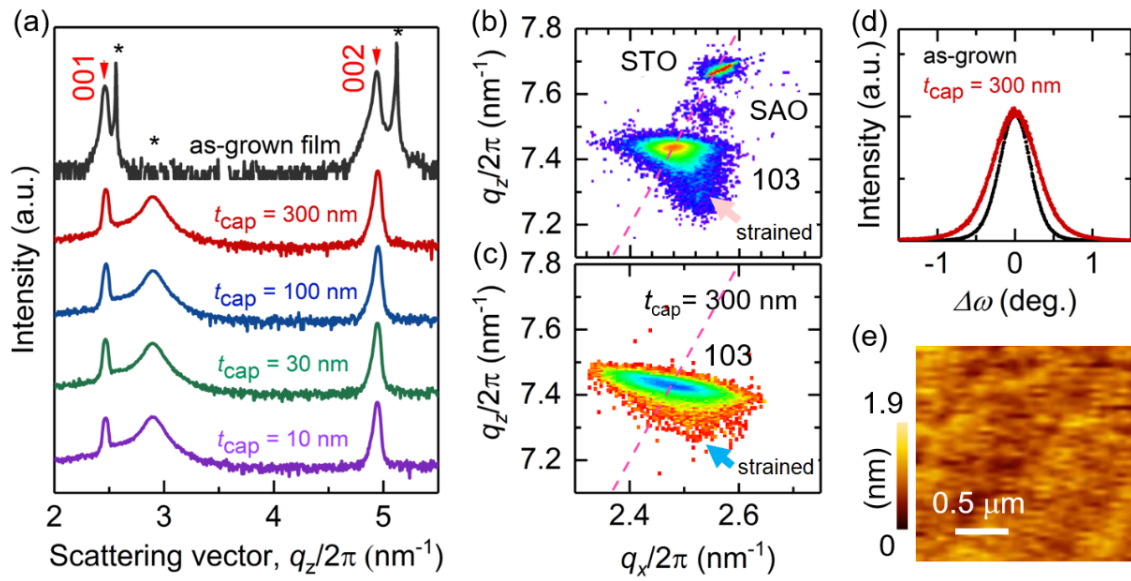 (a)
001
*
002
*
*
as-grown film
t_cap = 300 nm
t_cap = 100 nm
t_cap = 30 nm
t_cap = 10 nm
Intensity (a.u.)
2 3 4 5
Scattering vector, q_z/2π (nm⁻¹)
(b)
7.8
7.6
7.4
7.2
q_z/2π (nm⁻¹)
STO
SAO
103
strained
(c)
7.8
7.6
7.4
7.2
q_z/2π (nm⁻¹)
t_cap = 300 nm
103
strained
2.4 2.6
q_x/2π (nm⁻¹)
(d)
as-grown
t_cap = 300 nm
Intensity (a.u.)
-1 0 1
Δω (deg.)
(e)
1.9
(nm)
0
0.5 μm